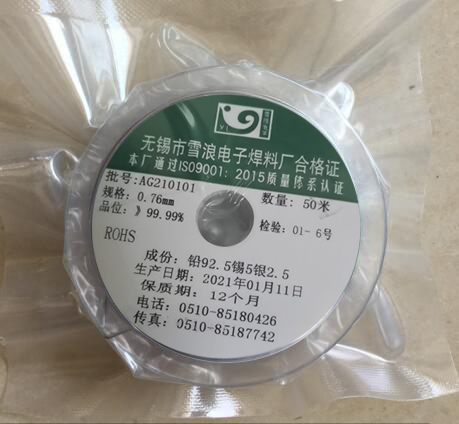 无锡市雪浪电子焊料厂合格证
本厂通过ISO9001: 2015质量体系认证
批号: AG210101 数量: 50米
规格: 0.76mm
品位: 》99.99% 检验: 01-6号
ROHS
成份: 铅92.5锡5银2.5
生产日期: 2021年01月11日
保质期: 12个月
电话: 0510-85180426
传真: 0510-85187742